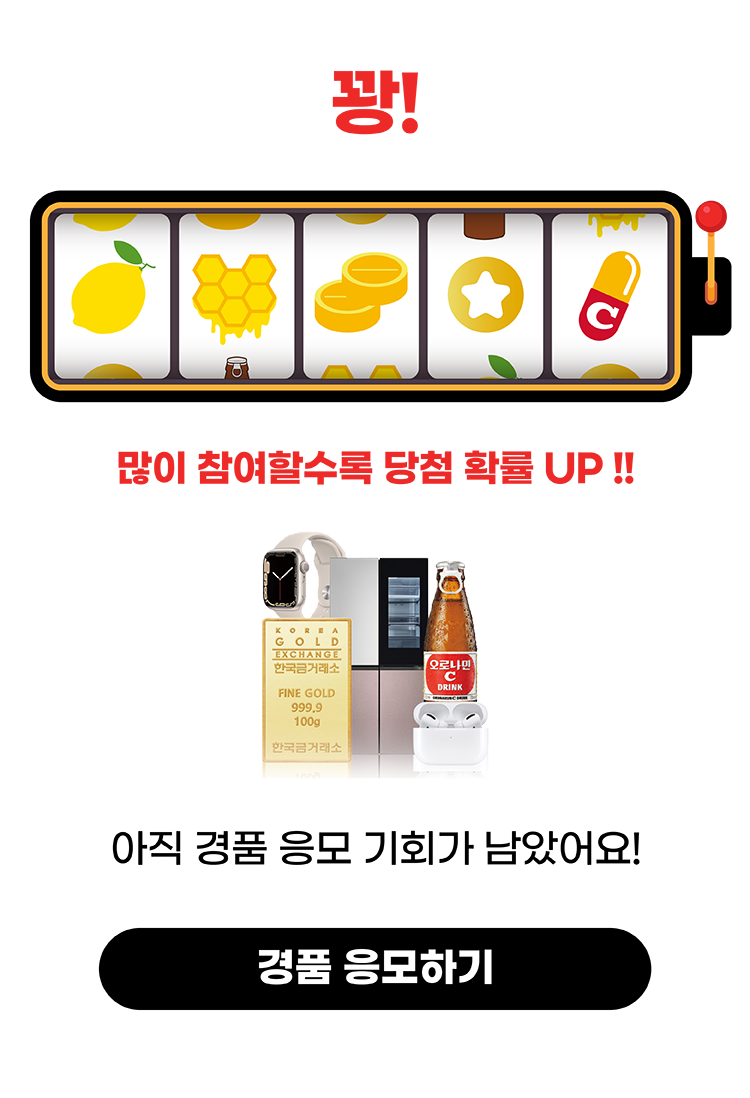 꽝!
C
많이 참여할수록 당첨 확률 UP !!
KOREA
GOLD
EXCHANGE
한국금거래소
FINE GOLD
999.9
100g
한국금거래소
오로나민
C
DRINK
아직 경품 응모 기회가 남았어요!
경품 응모하기